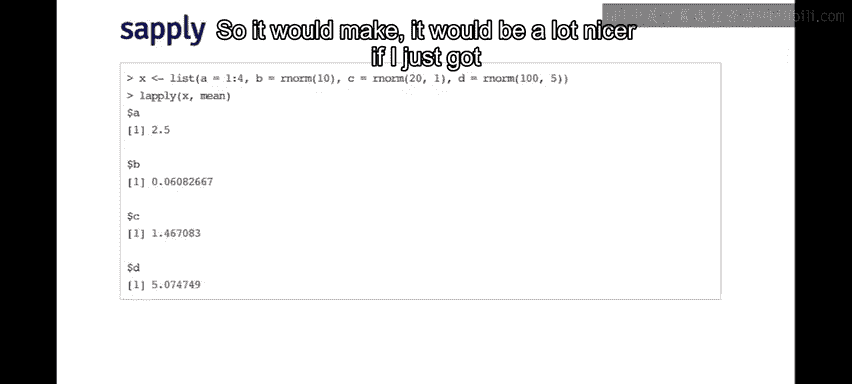 sapply
So it would make, it would be a lot nicer
if I just got
> x <- list(a = 1:4, b = rnorm(10), c = rnorm(20, 1), d = rnorm(100, 5))
> lapply(x, mean)
$a
[1] 2.5
$b
[1] 0.06082667
$c
[1] 1.467083
$d
[1] 5.074749